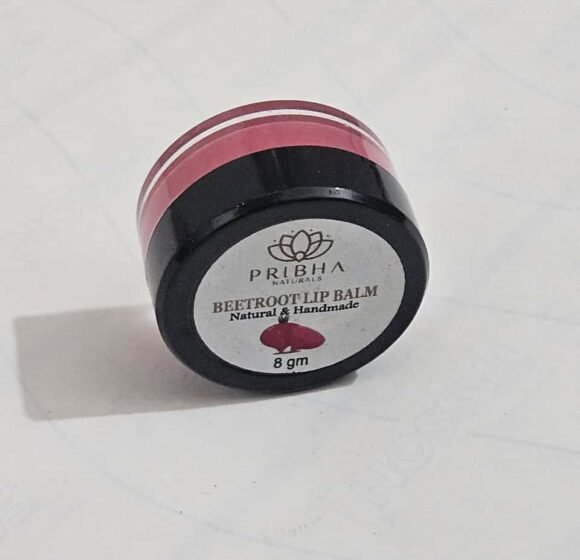 PRIBHA
NATURALS
BEETROOT LIP BALM
Natural & Handmade
8 gm